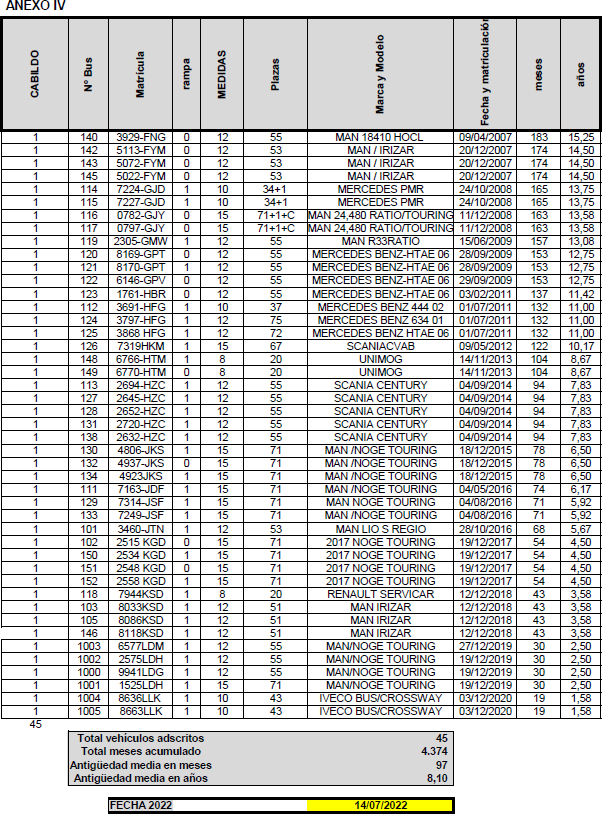 ANEXO IV
CABILDO Nº Bus Matrícula rampa MEDIDAS Plazas Marca y Modelo Fecha y matriculación meses años
1 140 3929-FNG 0 12 55 MAN 18410 HOCL 09/04/2007 183 15,25
1 142 5113-FYM 0 12 53 MAN / IRIZAR 20/12/2007 174 14,50
1 143 5072-FYM 0 12 53 MAN / IRIZAR 20/12/2007 174 14,50
1 145 5022-FYM 0 12 53 MAN / IRIZAR 20/12/2007 174 14,50
1 114 7224-GJD 1 10 34+1 MERCEDES PMR 24/10/2008 165 13,75
1 115 7227-GJD 1 10 34+1 MERCEDES PMR 24/10/2008 165 13,75
1 116 0782-GJY 0 15 71+1+C MAN 24,480 RATIO/TOURING 11/12/2008 163 13,58
1 117 0797-GJY 0 15 71+1+C MAN 24,480 RATIO/TOURING 11/12/2008 163 13,58
1 119 2305-GMW 1 12 55 MAN R33RATIO 15/06/2009 157 13,08
1 120 8169-GPT 0 12 55 MERCEDES BENZ-HTAE 06 28/09/2009 153 12,75
1 121 8170-GPT 1 12 55 MERCEDES BENZ-HTAE 06 28/09/2009 153 12,75
1 122 6146-GPV 0 12 55 MERCEDES BENZ-HTAE 06 29/09/2009 153 12,75
1 123 1761-HBR 0 12 55 MERCEDES BENZ-HTAE 06 03/02/2011 137 11,42
1 112 3691-HFG 1 10 37 MERCEDES BENZ 444 02 01/07/2011 132 11,00
1 124 3797-HFG 1 12 75 MERCEDES BENZ 634 01 01/07/2011 132 11,00
1 125 3868 HFG 1 12 72 MERCEDES BENZ HTAE 06 01/07/2011 132 11,00
1 126 7319HKM 1 15 67 SCANIACVAB 09/05/2012 122 10,17
1 148 6766-HTM 1 8 20 UNIMOG 14/11/2013 104 8,67
1 149 6770-HTM 0 8 20 UNIMOG 14/11/2013 104 8,67
1 113 2694-HZC 1 12 55 SCANIA CENTURY 04/09/2014 94 7,83
1 127 2645-HZC 1 12 55 SCANIA CENTURY 04/09/2014 94 7,83
1 128 2652-HZC 1 12 55 SCANIA CENTURY 04/09/2014 94 7,83
1 131 2720-HZC 1 12 55 SCANIA CENTURY 04/09/2014 94 7,83
1 138 2632-HZC 1 12 55 SCANIA CENTURY 04/09/2014 94 7,83
1 130 4806-JKS 1 15 71 MAN /NOGE TOURING 18/12/2015 78 6,50
1 132 4937-JKS 0 15 71 MAN /NOGE TOURING 18/12/2015 78 6,50
1 134 4923JKS 1 15 71 MAN /NOGE TOURING 18/12/2015 78 6,50
1 111 7163-JDF 1 15 71 MAN /NOGE TOURING 04/05/2016 74 6,17
1 129 7314-JSF 1 15 71 MAN /NOGE TOURING 04/08/2016 71 5,92
1 133 7249-JSF 1 15 71 MAN /NOGE TOURING 04/08/2016 71 5,92
1 101 3460-JTN 1 12 53 MAN LIO S REGIO 28/10/2016 68 5,67
1 102 2515 KGD 0 15 71 2017 NOGE TOURING 19/12/2017 54 4,50
1 150 2534 KGD 1 15 71 2017 NOGE TOURING 19/12/2017 54 4,50
1 151 2548 KGD 0 15 71 2017 NOGE TOURING 19/12/2017 54 4,50
1 152 2558 KGD 1 15 71 2017 NOGE TOURING 19/12/2017 54 4,50
1 118 7944KSD 1 8 20 RENAULT SERVICAR 12/12/2018 43 3,58
1 103 8033KSD 1 12 51 MAN IRIZAR 12/12/2018 43 3,58
1 105 8086KSD 1 12 51 MAN IRIZAR 12/12/2018 43 3,58
1 146 8118KSD 1 12 51 MAN IRIZAR 12/12/2018 43 3,58
1 1003 6577LDM 1 12 55 MAN/NOGE TOURING 27/12/2019 30 2,50
1 1002 2575LDH 1 12 55 MAN/NOGE TOURING 19/12/2019 30 2,50
1 1000 9941LDG 1 12 55 MAN/NOGE TOURING 19/12/2019 30 2,50
1 1001 1525LDH 1 15 71 MAN/NOGE TOURING 19/12/2019 30 2,50
1 1004 8636LLK 1 10 43 IVECO BUS/CROSSWAY 03/12/2020 19 1,58
1 1005 8663LLK 1 10 43 IVECO BUS/CROSSWAY 03/12/2020 19 1,58
45
Total vehículos adscritos 45
Total meses acumulado 4.374
Antigüedad media en meses 97
Antigüedad media en años 8,10
FECHA 2022 14/07/2022